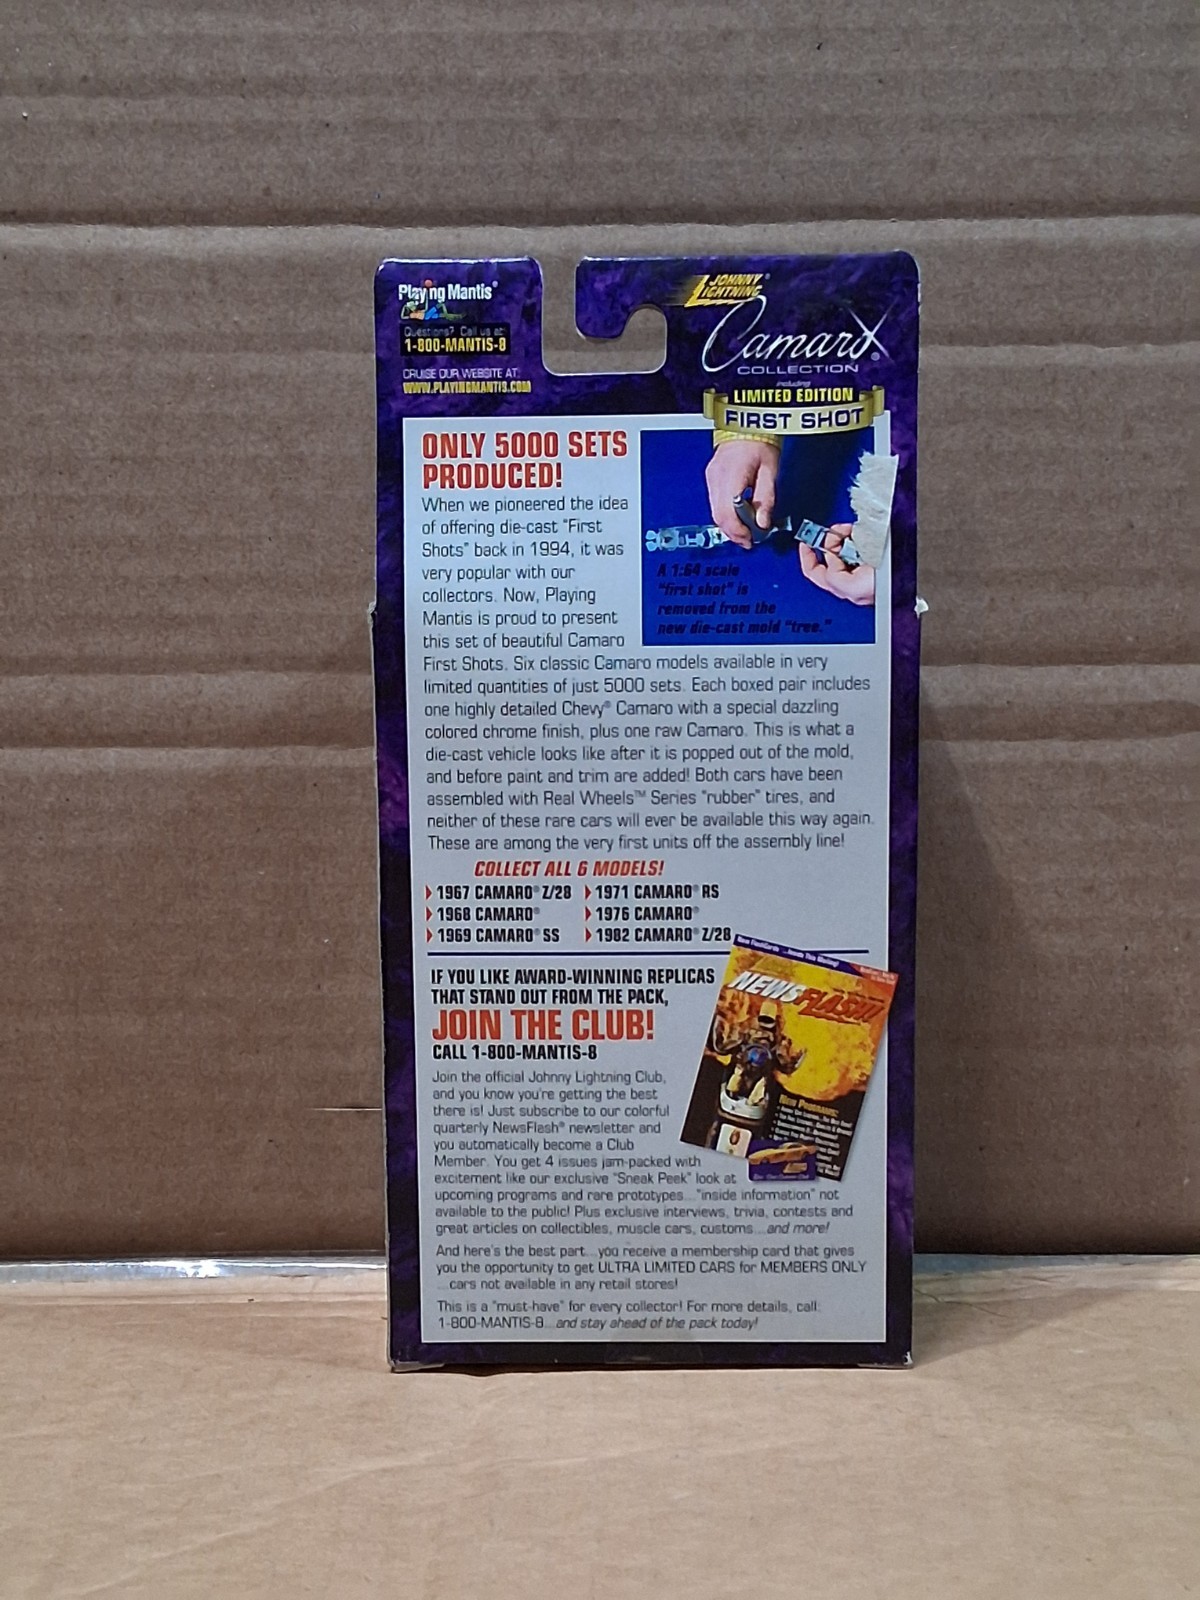 Playing Mantis®
Questions? Call us at:
1-800-MANTIS-8
CRUISE OUR WEBSITE AT:
WWW.PLAYINGMANTIS.COM
JOHNNY LIGHTNING®
Camaro®
COLLECTION
including
LIMITED EDITION
FIRST SHOT
ONLY 5000 SETS
PRODUCED!
When we pioneered the idea
of offering die-cast "First
Shots" back in 1994, it was
very popular with our
collectors. Now, Playing
Mantis is proud to present
this set of beautiful Camaro
First Shots. Six classic Camaro models available in very
limited quantities of just 5000 sets. Each boxed pair includes
one highly detailed Chevy® Camaro with a special dazzling
colored chrome finish, plus one raw Camaro. This is what a
die-cast vehicle looks like after it is popped out of the mold,
and before paint and trim are added! Both cars have been
assembled with Real Wheels™ Series "rubber" tires, and
neither of these rare cars will ever be available this way again.
These are among the very first units off the assembly line!
A 1:64 scale
"first shot" is
removed from the
new die-cast mold "tree."
COLLECT ALL 6 MODELS!
1967 CAMARO® Z/28
1968 CAMARO®
1969 CAMARO® SS
1971 CAMARO® RS
1976 CAMARO®
1982 CAMARO® Z/28
IF YOU LIKE AWARD-WINNING REPLICAS
THAT STAND OUT FROM THE PACK,
JOIN THE CLUB!
CALL 1-800-MANTIS-8
Join the official Johnny Lightning Club,
and you know you're getting the best
there is! Just subscribe to our colorful
quarterly NewsFlash® newsletter and
you automatically become a Club
Member. You get 4 issues jam-packed with
excitement like our exclusive "Sneak Peek" look at
upcoming programs and rare prototypes..."inside information" not
available to the public! Plus exclusive interviews, trivia, contests and
great articles on collectibles, muscle cars, customs...and more!
And here's the best part...you receive a membership card that gives
you the opportunity to get ULTRA LIMITED CARS for MEMBERS ONLY
...cars not available in any retail stores!
This is a "must-have" for every collector! For more details, call:
1-800-MANTIS-8...and stay ahead of the pack today!
NEWSFLASH!
New Programs: